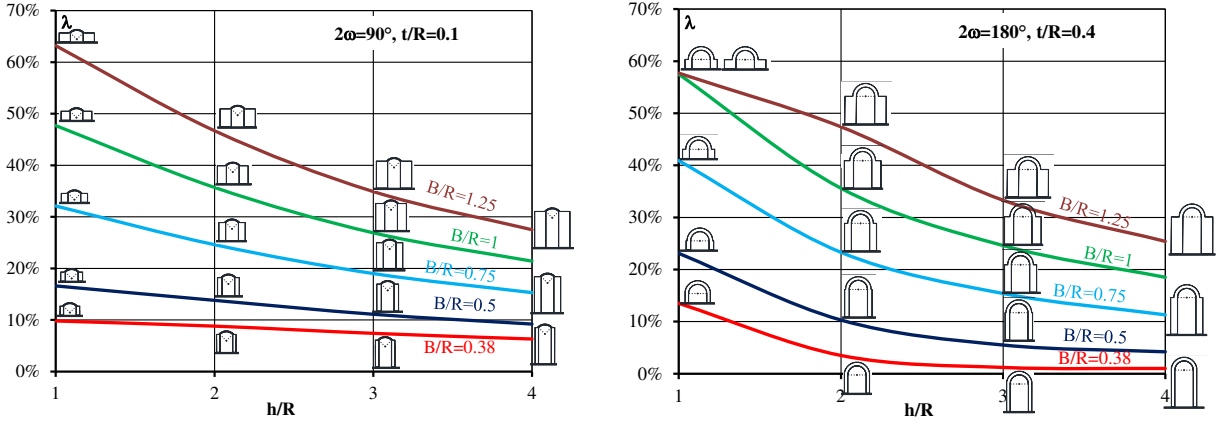 70%
60%
50%
40%
30%
20%
10%
0%
λ
2ω=90°, t/R=0.1
B/R=1.25
B/R=1
B/R=0.75
B/R=0.5
B/R=0.38
1 2 3 4
h/R
70%
60%
50%
40%
30%
20%
10%
0%
λ
2ω=180°, t/R=0.4
B/R=1.25
B/R=1
B/R=0.75
B/R=0.5
B/R=0.38
1 2 3 4
h/R